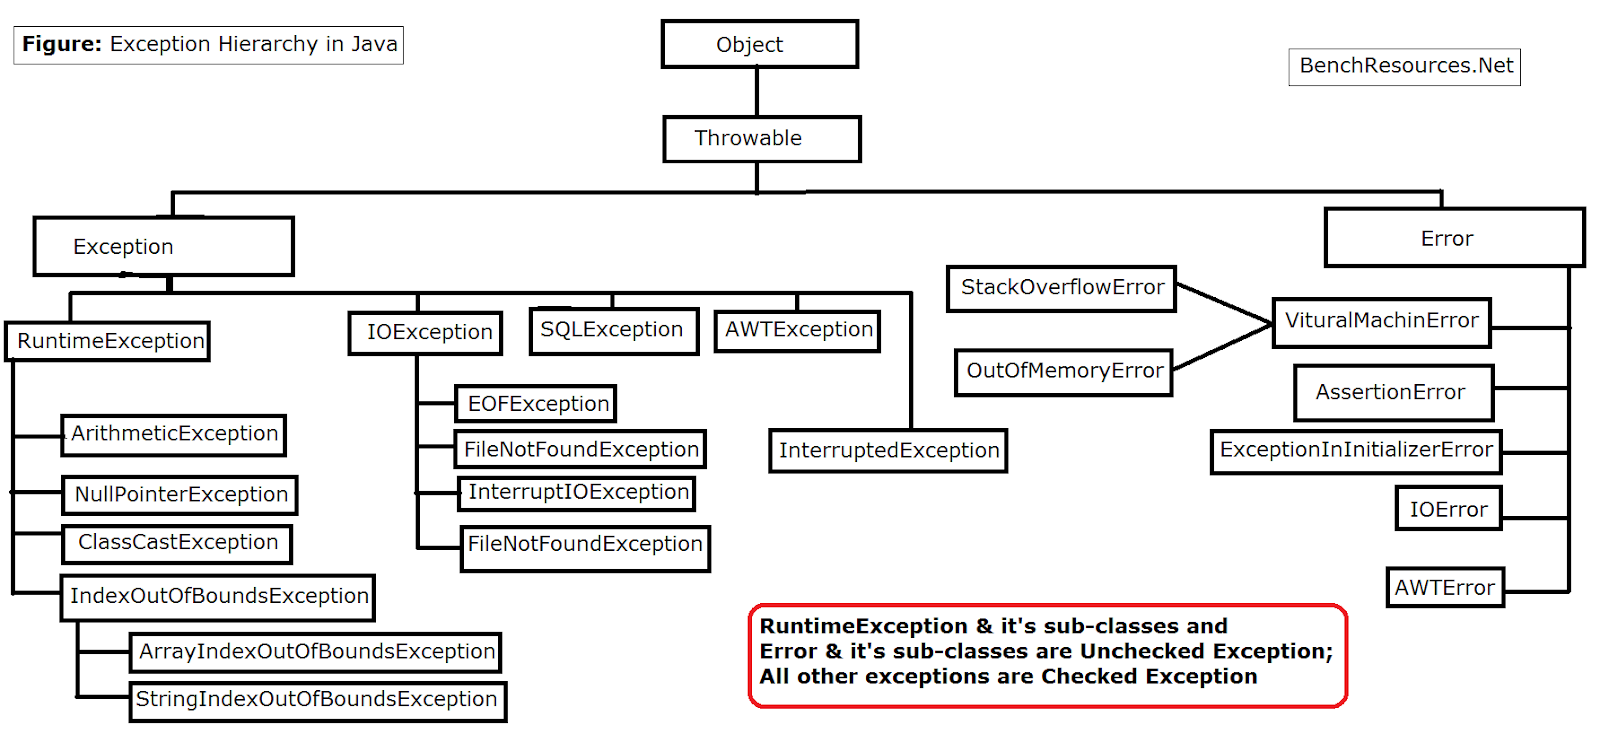 Figure: Exception Hierarchy in Java
Object
BenchResources.Net
Throwable
Exception
Error
RuntimeException
IOException
SQLException
AWTException
StackOverflowError
VituralMachinError
OutOfMemoryError
AssertionError
EOFException
ArithmeticException
FileNotFoundException
InterruptedException
ExceptionInInitializerError
NullPointerException
InterruptIOException
IOError
ClassCastException
FileNotFoundException
IndexOutOfBoundsException
AWTError
ArrayIndexOutOfBoundsException
StringIndexOutOfBoundsException
RuntimeException & it's sub-classes and
Error & it's sub-classes are Unchecked Exception;
All other exceptions are Checked Exception